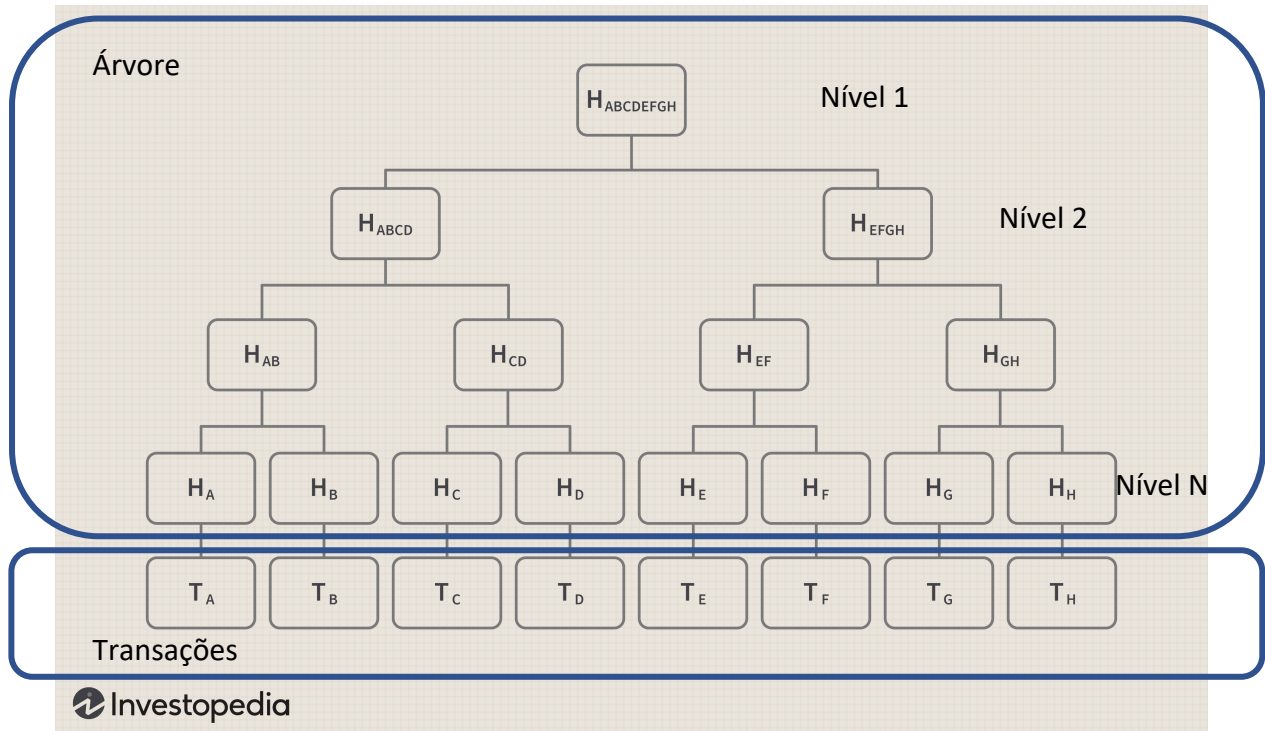 Árvore
H ABCDEFGH
Nível 1
H ABCD
H EFGH
Nível 2
H AB
H CD
H EF
H GH
H A
H B
H C
H D
H E
H F
H G
H H
Nível N
T A
T B
T C
T D
T E
T F
T G
T H
Transações
Investopedia